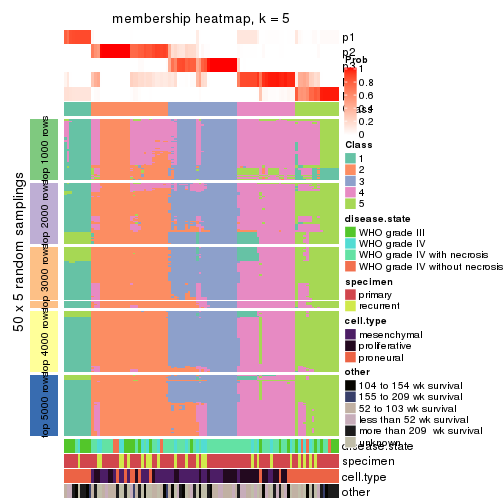 membership heatmap, k = 5
p1
p2
p3
Prob
1
0.8
0.6
0.4
0.2
0
Class
Class
1
2
3
4
5
disease.state
WHO grade III
WHO grade IV
WHO grade IV with necrosis
WHO grade IV without necrosis
specimen
primary
recurrent
cell.type
mesenchymal
proliferative
proneural
other
104 to 154 wk survival
155 to 209 wk survival
52 to 103 wk survival
less than 52 wk survival
more than 209 wk survival
unknown
50 x 5 random samplings
top 1000 rows
top 2000 rows
top 3000 rows
top 4000 rows
top 5000 rows
disease.state
specimen
cell.type
other